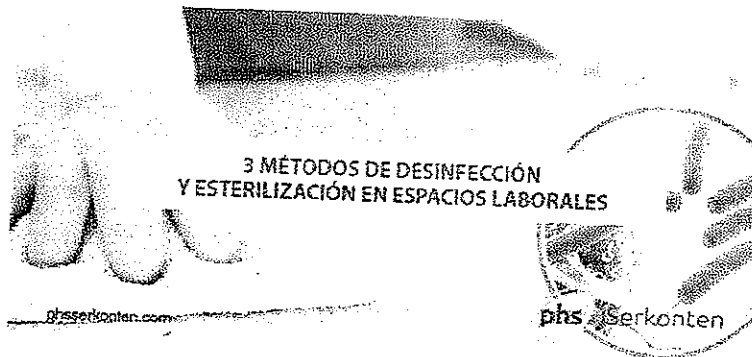 3 MÉTODOS DE DESINFECCIÓN
Y ESTERILIZACIÓN EN ESPACIOS LABORALES
phsserkonten.com
phs Serkonten